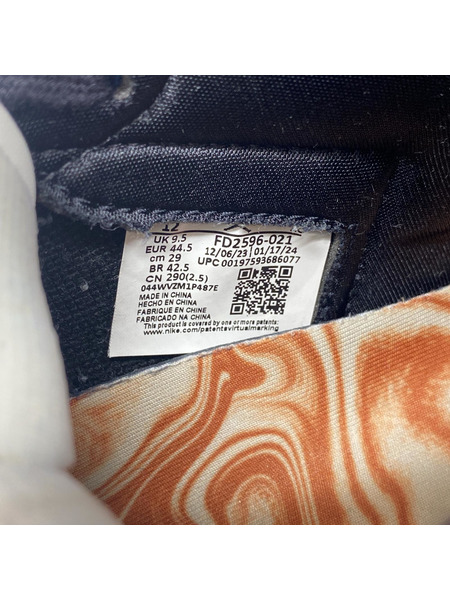 12
UK 9.5 FD2596-021
EUR 44.5 12/06/23 01/17/24
cm 29 UPC 00197593686077
BR 42.5
CN 290(2.5)
044WVZM1P487E
MADE IN CHINA
HECHO EN CHINA
FABRIQUE EN CHINE
FABRICADO NA CHINA
This product is covered by one or more patents:
www.nike.com/patentsvirtualmarking